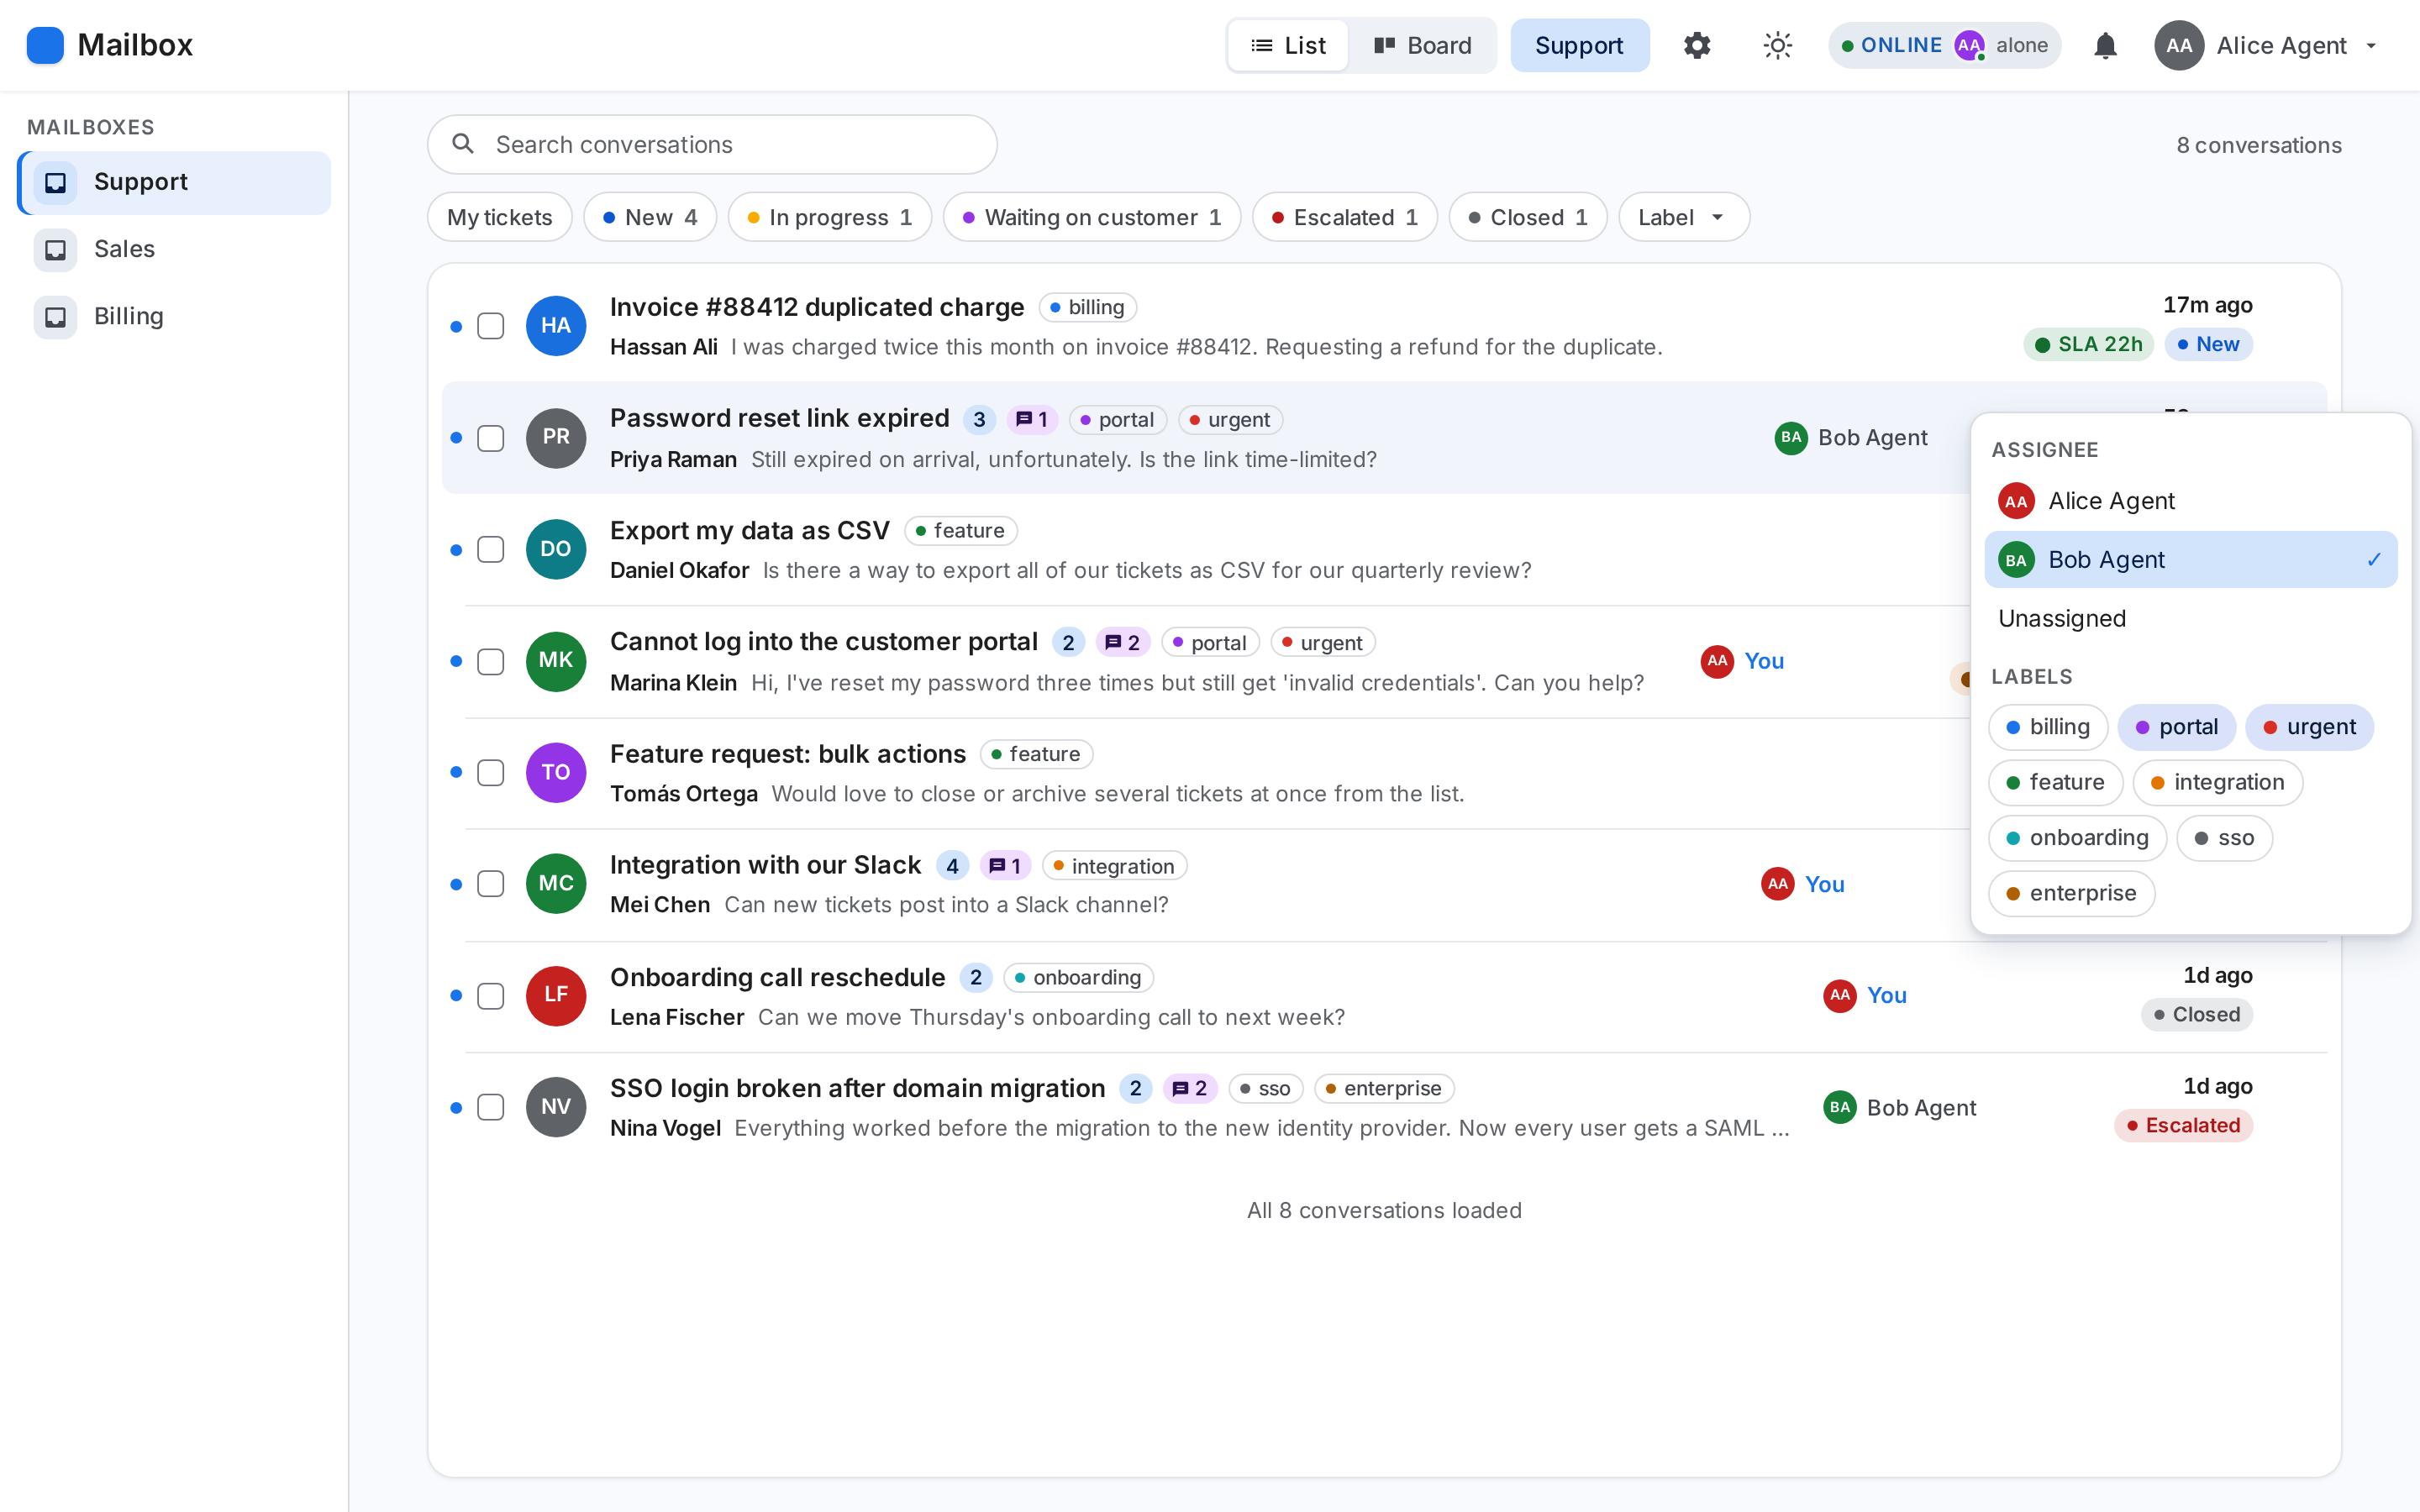 Mailbox
List
Board
Support
ONLINE AA alone
AA Alice Agent
MAILBOXES
Support
Sales
Billing
Search conversations
8 conversations
My tickets
New 4
In progress 1
Waiting on customer 1
Escalated 1
Closed 1
Label
HA
Invoice #88412 duplicated charge billing
17m ago
Hassan Ali I was charged twice this month on invoice #88412. Requesting a refund for the duplicate.
SLA 22h New
PR
Password reset link expired 3 1 portal urgent
BA Bob Agent
Priya Raman Still expired on arrival, unfortunately. Is the link time-limited?
DO
Export my data as CSV feature
Daniel Okafor Is there a way to export all of our tickets as CSV for our quarterly review?
MK
Cannot log into the customer portal 2 2 portal urgent
AA You
Marina Klein Hi, I've reset my password three times but still get 'invalid credentials'. Can you help?
TO
Feature request: bulk actions feature
Tomás Ortega Would love to close or archive several tickets at once from the list.
MC
Integration with our Slack 4 1 integration
AA You
Mei Chen Can new tickets post into a Slack channel?
LF
Onboarding call reschedule 2 onboarding
AA You
1d ago
Lena Fischer Can we move Thursday's onboarding call to next week?
Closed
NV
SSO login broken after domain migration 2 2 sso enterprise
BA Bob Agent
1d ago
Nina Vogel Everything worked before the migration to the new identity provider. Now every user gets a SAML ...
Escalated
All 8 conversations loaded
ASSIGNEE
AA Alice Agent
BA Bob Agent ✓
Unassigned
LABELS
billing portal urgent
feature integration
onboarding sso
enterprise